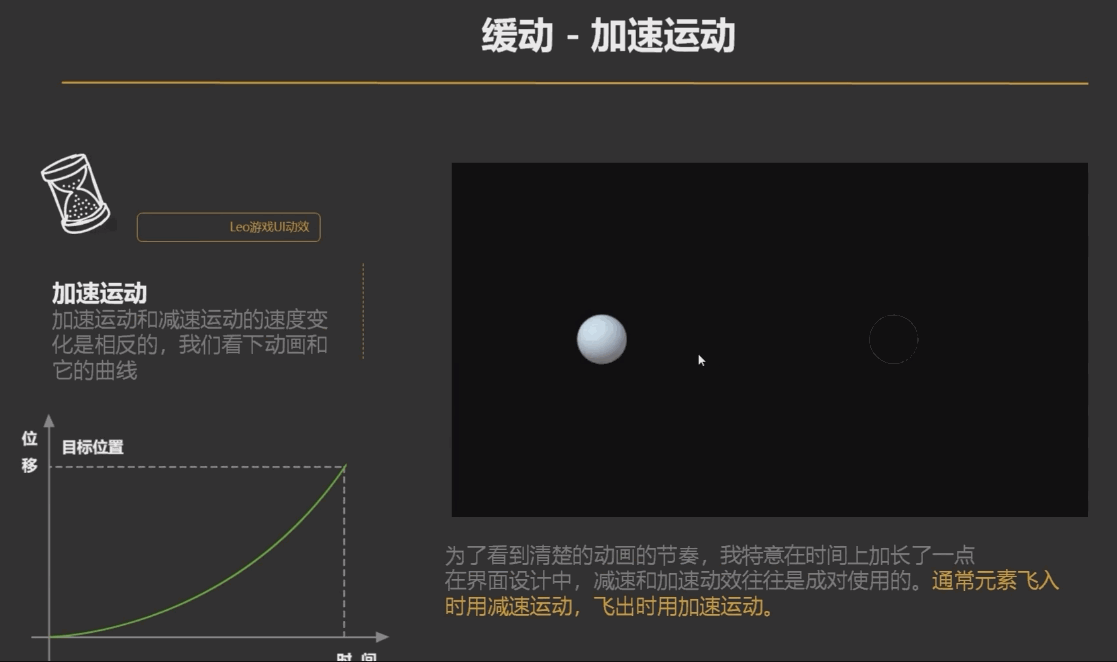 缓动 - 加速运动
Leo游戏UI动效
加速运动
加速运动和减速运动的速度变
化是相反的，我们看下动画和
它的曲线
位
移
目标位置
时 间
为了看到清楚的动画的节奏，我特意在时间上加长了一点
在界面设计中，减速和加速动效往往是成对使用的。通常元素飞入
时用减速运动，飞出时用加速运动。